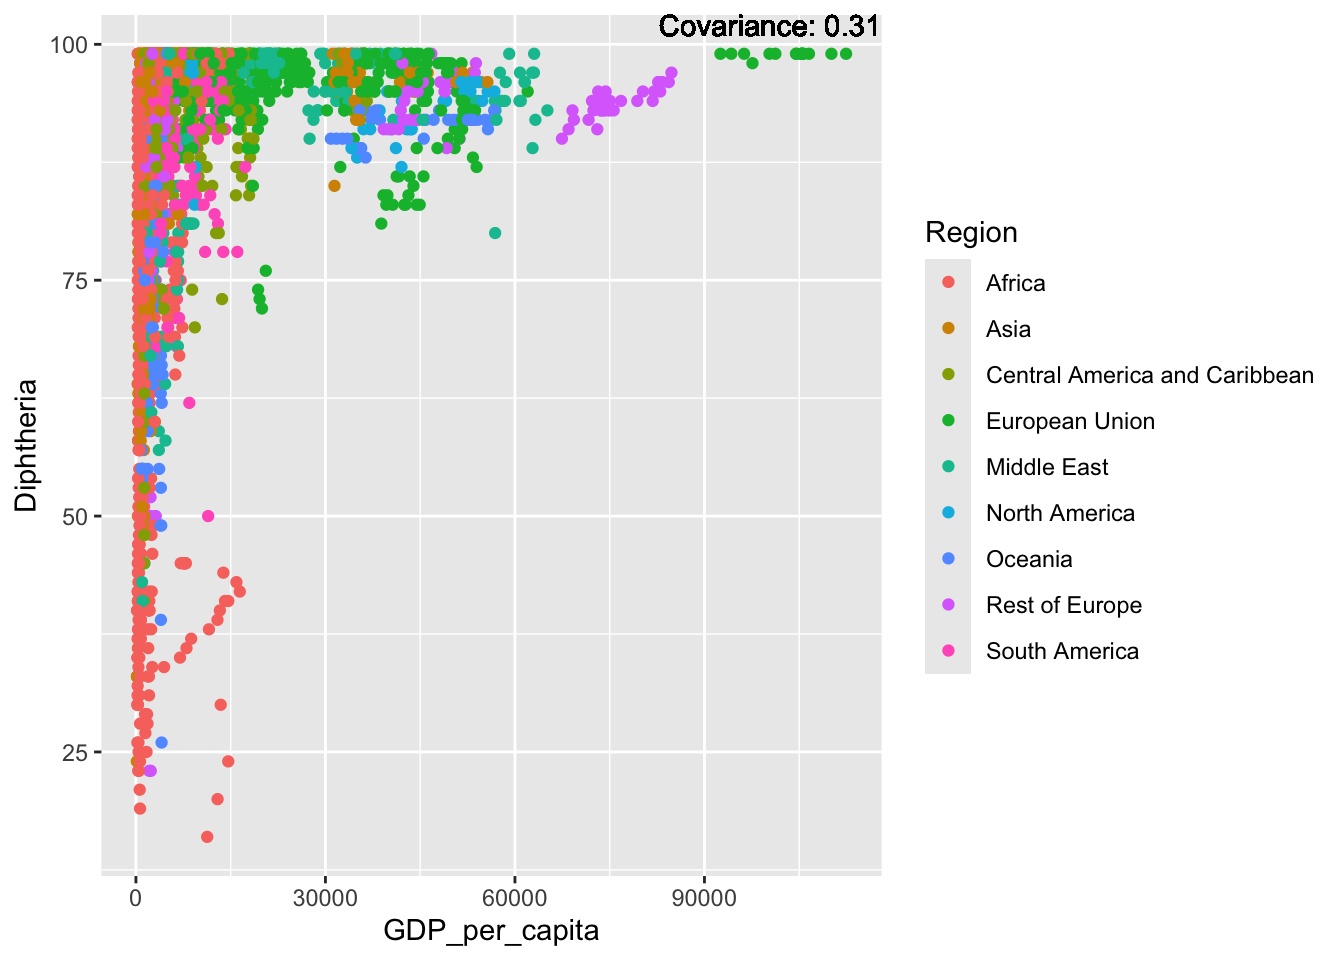 Covariance: 0.31
100
75
50
25
Diphtheria
0 30000 60000 90000
GDP_per_capita
Region
Africa
Asia
Central America and Caribbean
European Union
Middle East
North America
Oceania
Rest of Europe
South America